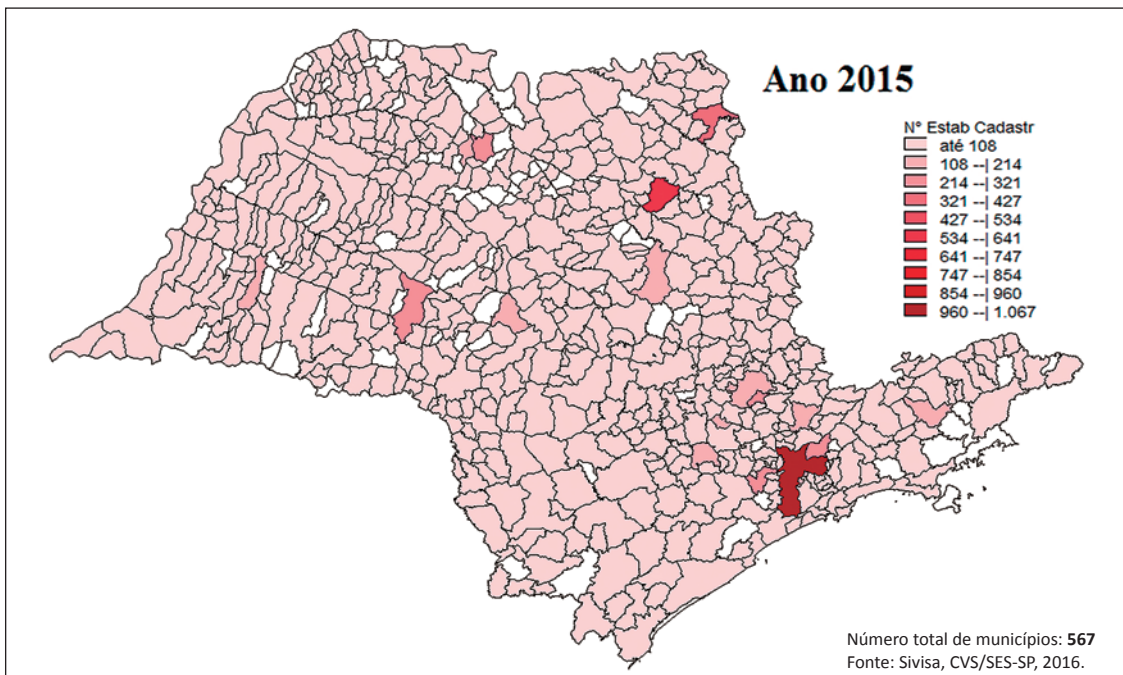 Ano 2015
Nº Estab Cadastr
até 108
108 --| 214
214 --| 321
321 --| 427
427 --| 534
534 --| 641
641 --| 747
747 --| 854
854 --| 960
960 --| 1.067
Número total de municípios: 567
Fonte: Sivisa, CVS/SES-SP, 2016.